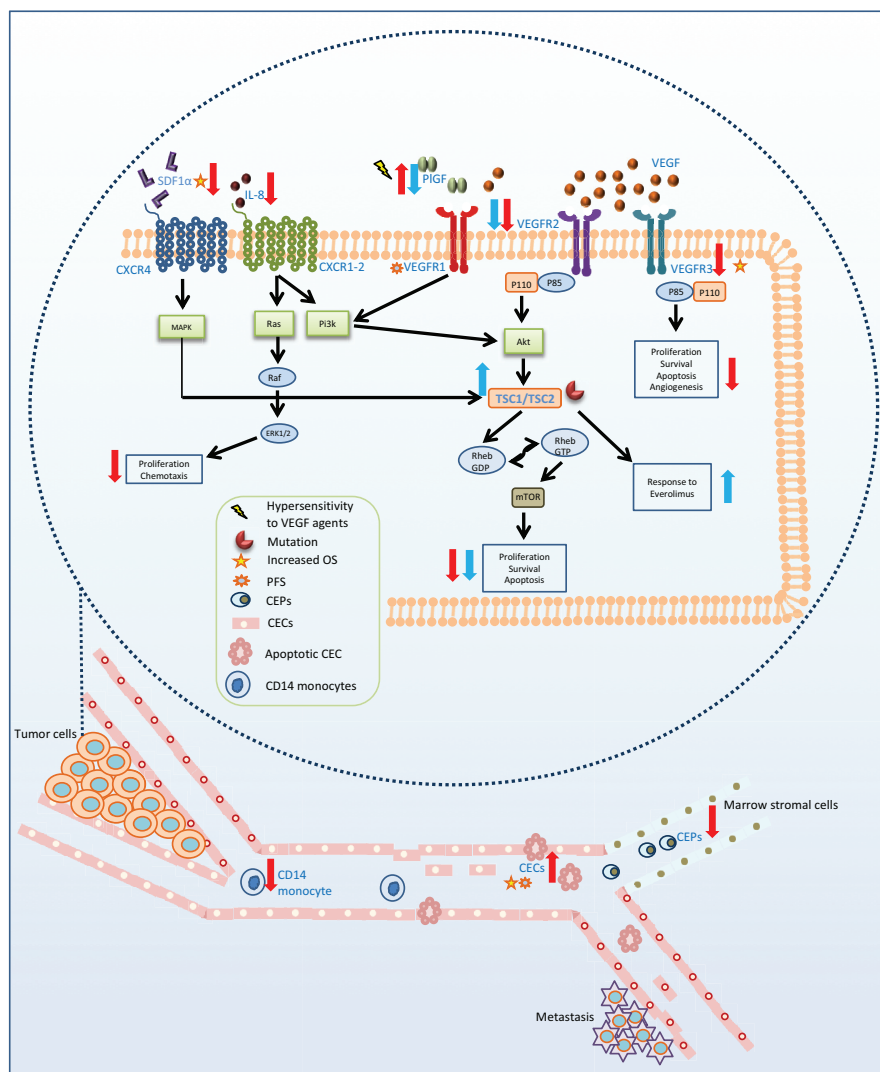 SDF1α
IL-8
PlGF
VEGF
VEGFR2
CXCR4
CXCR1-2
VEGFR1
VEGFR3
P110
P85
P85
P110
MAPK
Ras
Pi3k
Akt
Proliferation
Survival
Apoptosis
Angiogenesis
Raf
TSC1/TSC2
ERK1/2
Rheb
GDP
Rheb
GTP
Proliferation
Chemotaxis
Response to
Everolimus
mTOR
Proliferation
Survival
Apoptosis
Hypersensitivity
to VEGF agents
Mutation
Increased OS
PFS
CEPs
CECs
Apoptotic CEC
CD14 monocytes
Tumor cells
Marrow stromal cells
CEPs
CECs
CD14
monocyte
Metastasis